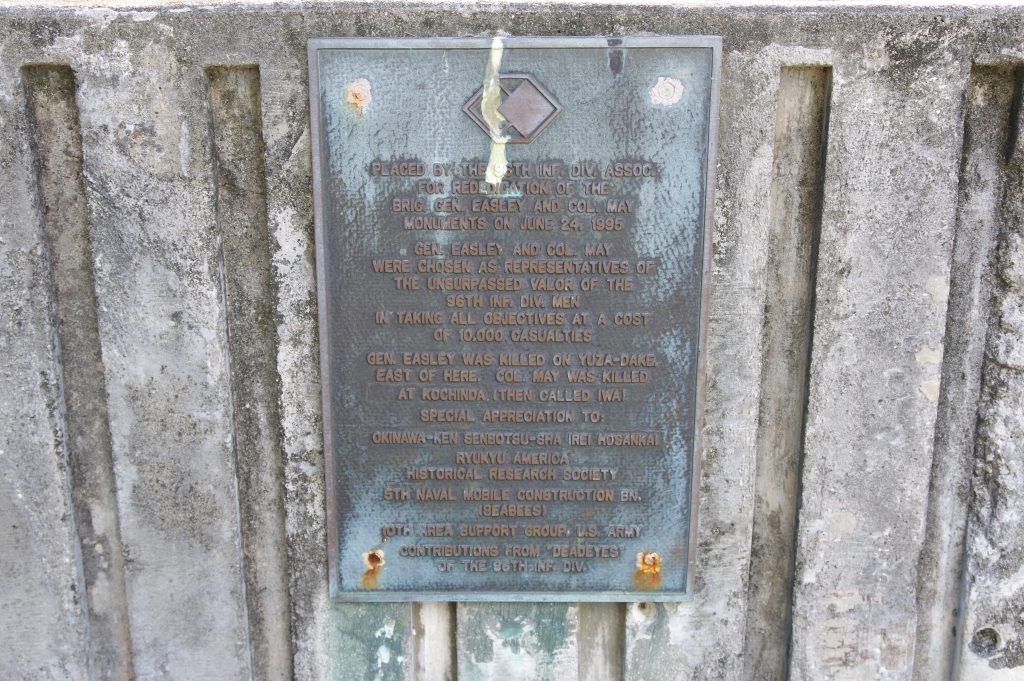 PLACED BY THE 96TH INF. DIV. ASSOC.
FOR REDEDICATION OF THE
BRIG. GEN. EASLEY AND COL. MAY
MONUMENTS ON JUNE 24, 1995
GEN. EASLEY AND COL. MAY
WERE CHOSEN AS REPRESENTATIVES OF
THE UNSURPASSED VALOR OF THE
96TH INF. DIV. MEN
IN TAKING ALL OBJECTIVES AT A COST
OF 10,000 CASUALTIES
GEN. EASLEY WAS KILLED ON YUZA-DAKE,
EAST OF HERE. COL. MAY WAS KILLED
AT KOCHINDA (THEN CALLED IWA)
SPECIAL APPRECIATION TO:
OKINAWA-KEN SENBOTSU-SHA IREI HOSANKAI
RYUKYU AMERICA
HISTORICAL RESEARCH SOCIETY
5TH NAVAL MOBILE CONSTRUCTION BN.
(SEABEES)
10TH AREA SUPPORT GROUP, U.S. ARMY
CONTRIBUTIONS FROM "DEADEYES"
OF THE 96TH INF. DIV.